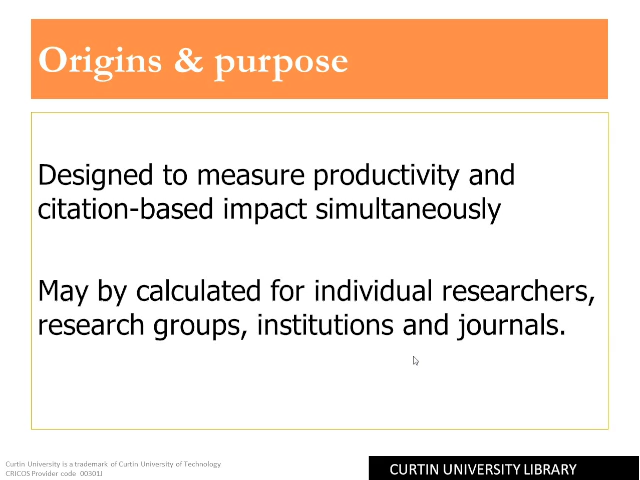 Origins & purpose
Designed to measure productivity and
citation-based impact simultaneously
May by calculated for individual researchers,
research groups, institutions and journals.
Curtin University is a trademark of Curtin University of Technology
CRICOS Provider code 00301J
CURTIN UNIVERSITY LIBRARY